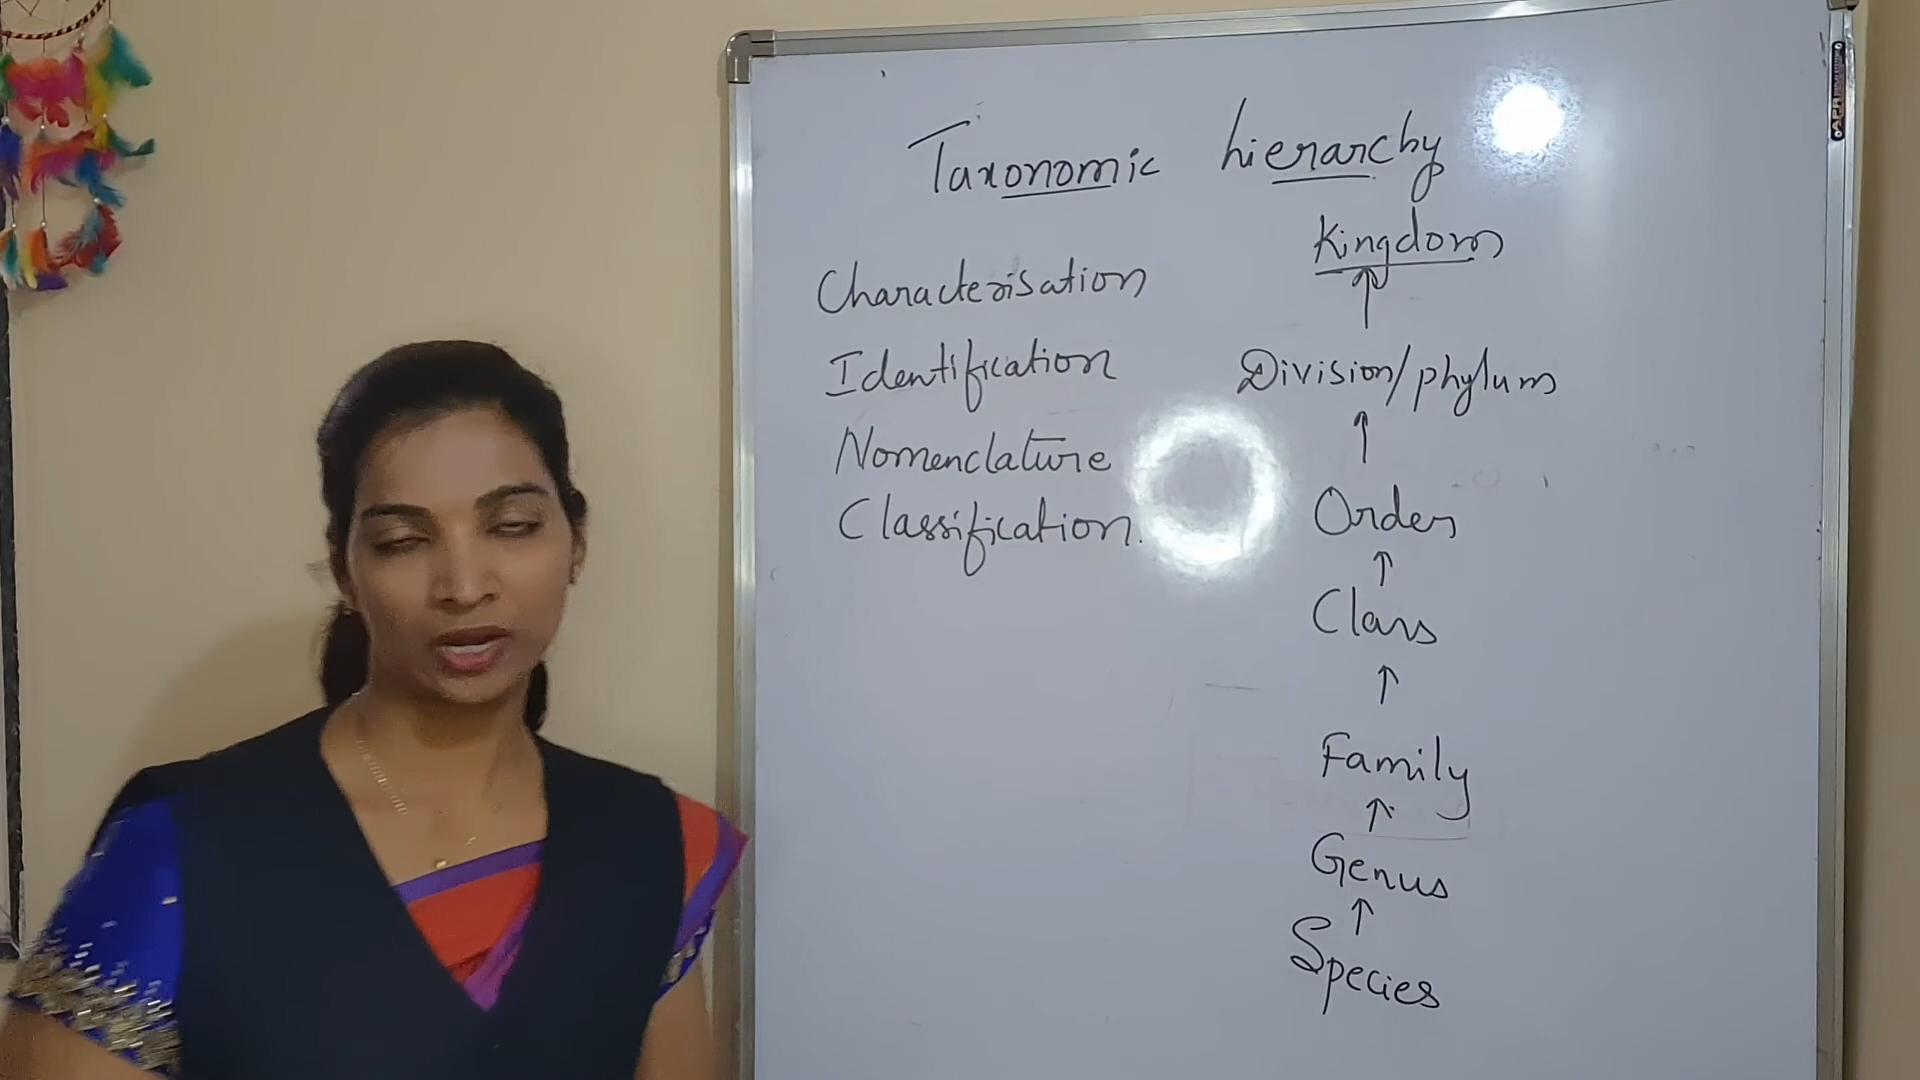 Taxonomic hierarchy
Characterisation
Identification
Nomenclature
Classification.
Kingdom
↑
Division/phylum
↑
Order
↑
Class
↑
Family
↑
Genus
↑
Species